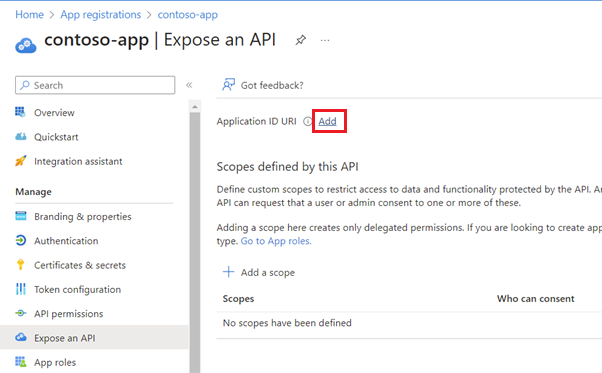 Home > App registrations > contoso-app
contoso-app | Expose an API
Search
Got feedback?
Overview
Quickstart
Integration assistant
Manage
Branding & properties
Authentication
Certificates & secrets
Token configuration
API permissions
Expose an API
App roles
Application ID URI Add
Scopes defined by this API
Define custom scopes to restrict access to data and functionality protected by the API.
API can request that a user or admin consent to one or more of these.
Adding a scope here creates only delegated permissions. If you are looking to create
type. Go to App roles.
Add a scope
Scopes Who can consent
No scopes have been defined